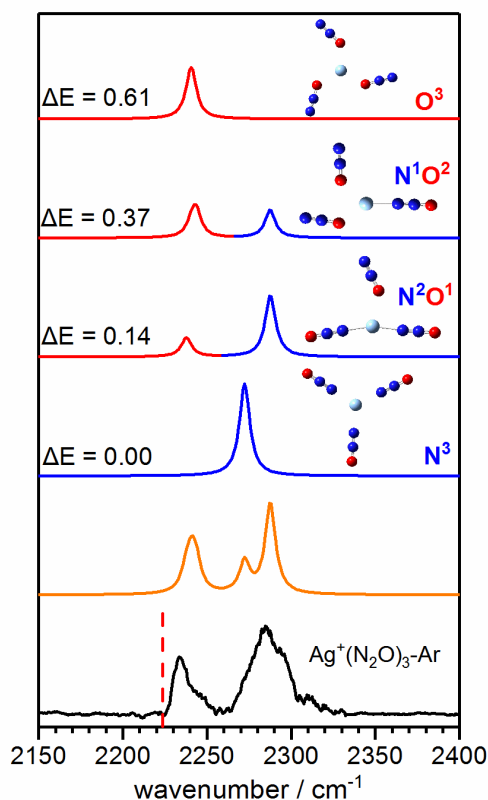 ΔE = 0.61
O³
ΔE = 0.37
N¹O²
ΔE = 0.14
N²O¹
ΔE = 0.00
N³
Ag⁺(N₂O)₃-Ar
2150 2200 2250 2300 2350 2400
wavenumber / cm⁻¹